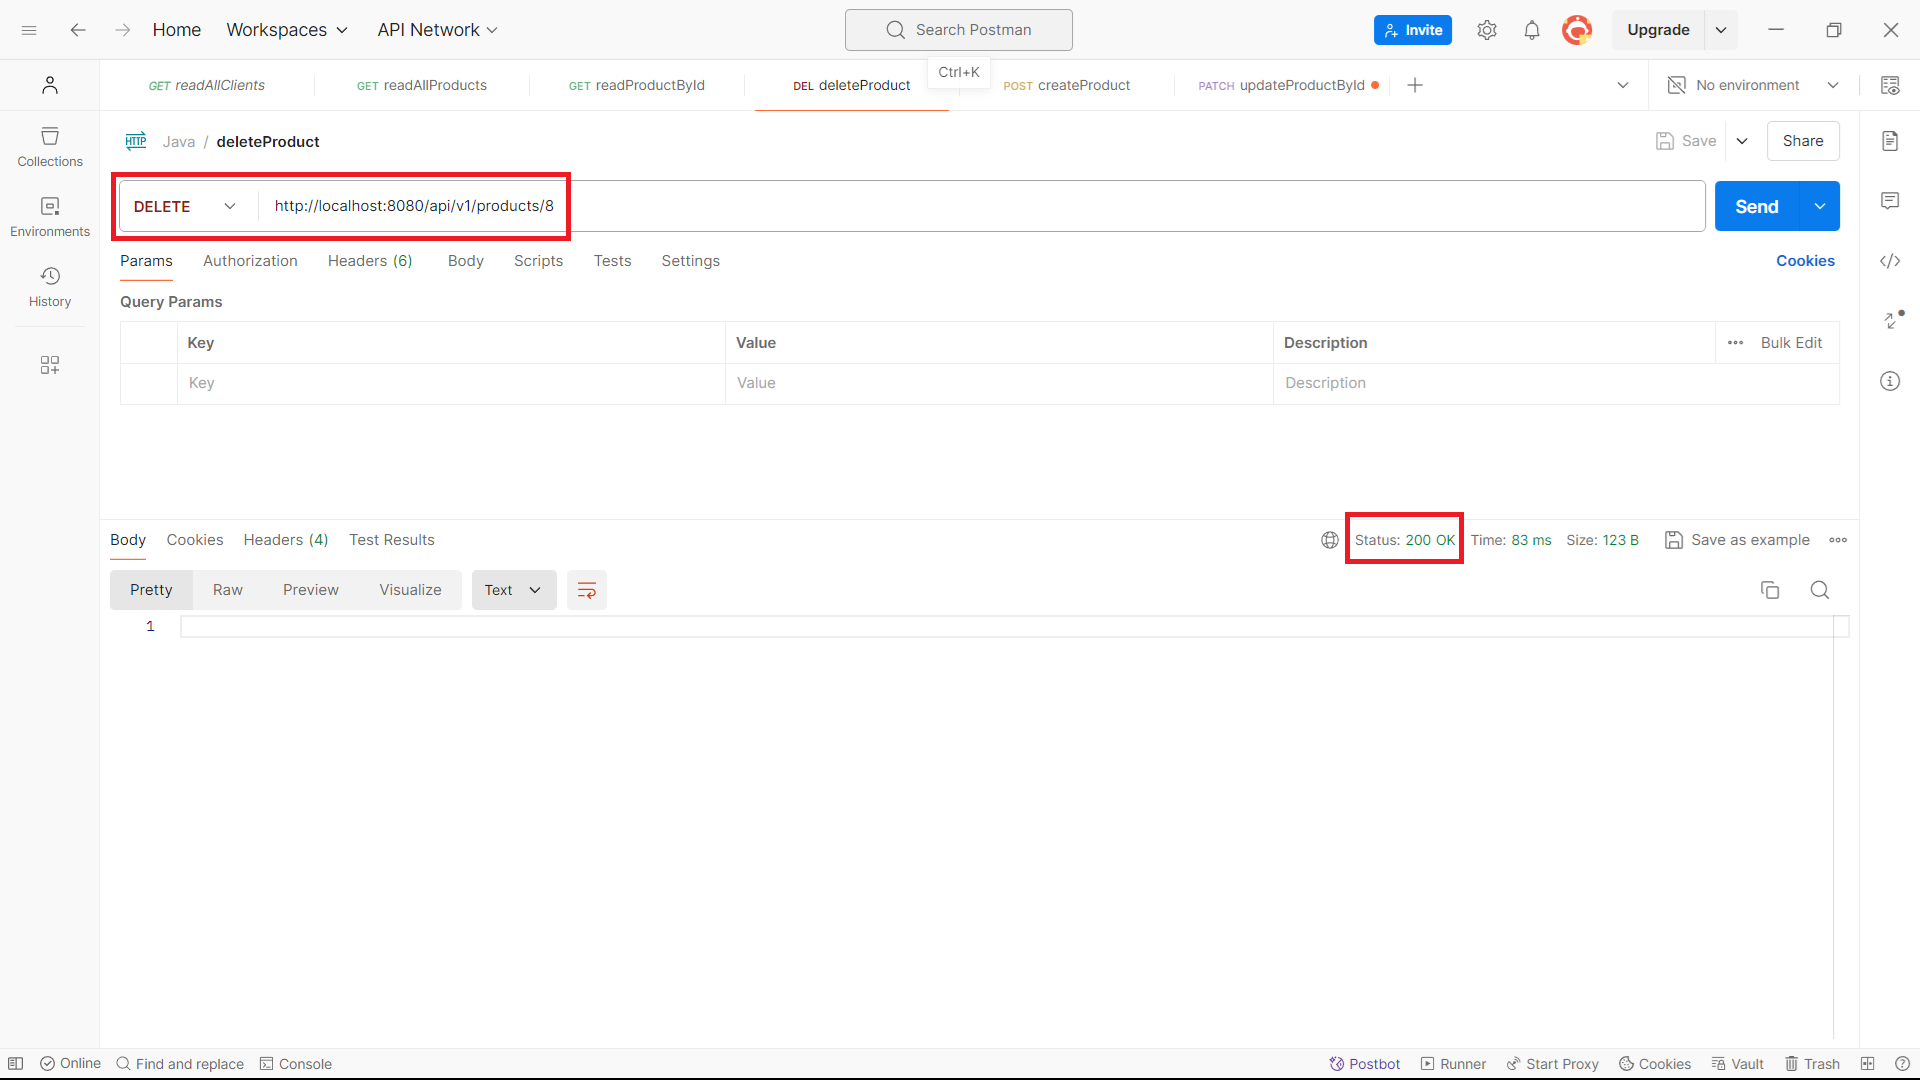 Home Workspaces API Network Search Postman Invite Upgrade
Ctrl+K
GET readAllClients GET readAllProducts GET readProductById DEL deleteProduct POST createProduct PATCH updateProductById No environment
HTTP Java / deleteProduct Save Share
Collections
DELETE http://localhost:8080/api/v1/products/8 Send
Environments
Params Authorization Headers (6) Body Scripts Tests Settings Cookies
History
Query Params
Key Value Description Bulk Edit
Key Value Description
Body Cookies Headers (4) Test Results Status: 200 OK Time: 83 ms Size: 123 B Save as example
Pretty Raw Preview Visualize Text
1
Online Find and replace Console Postbot Runner Start Proxy Cookies Vault Trash